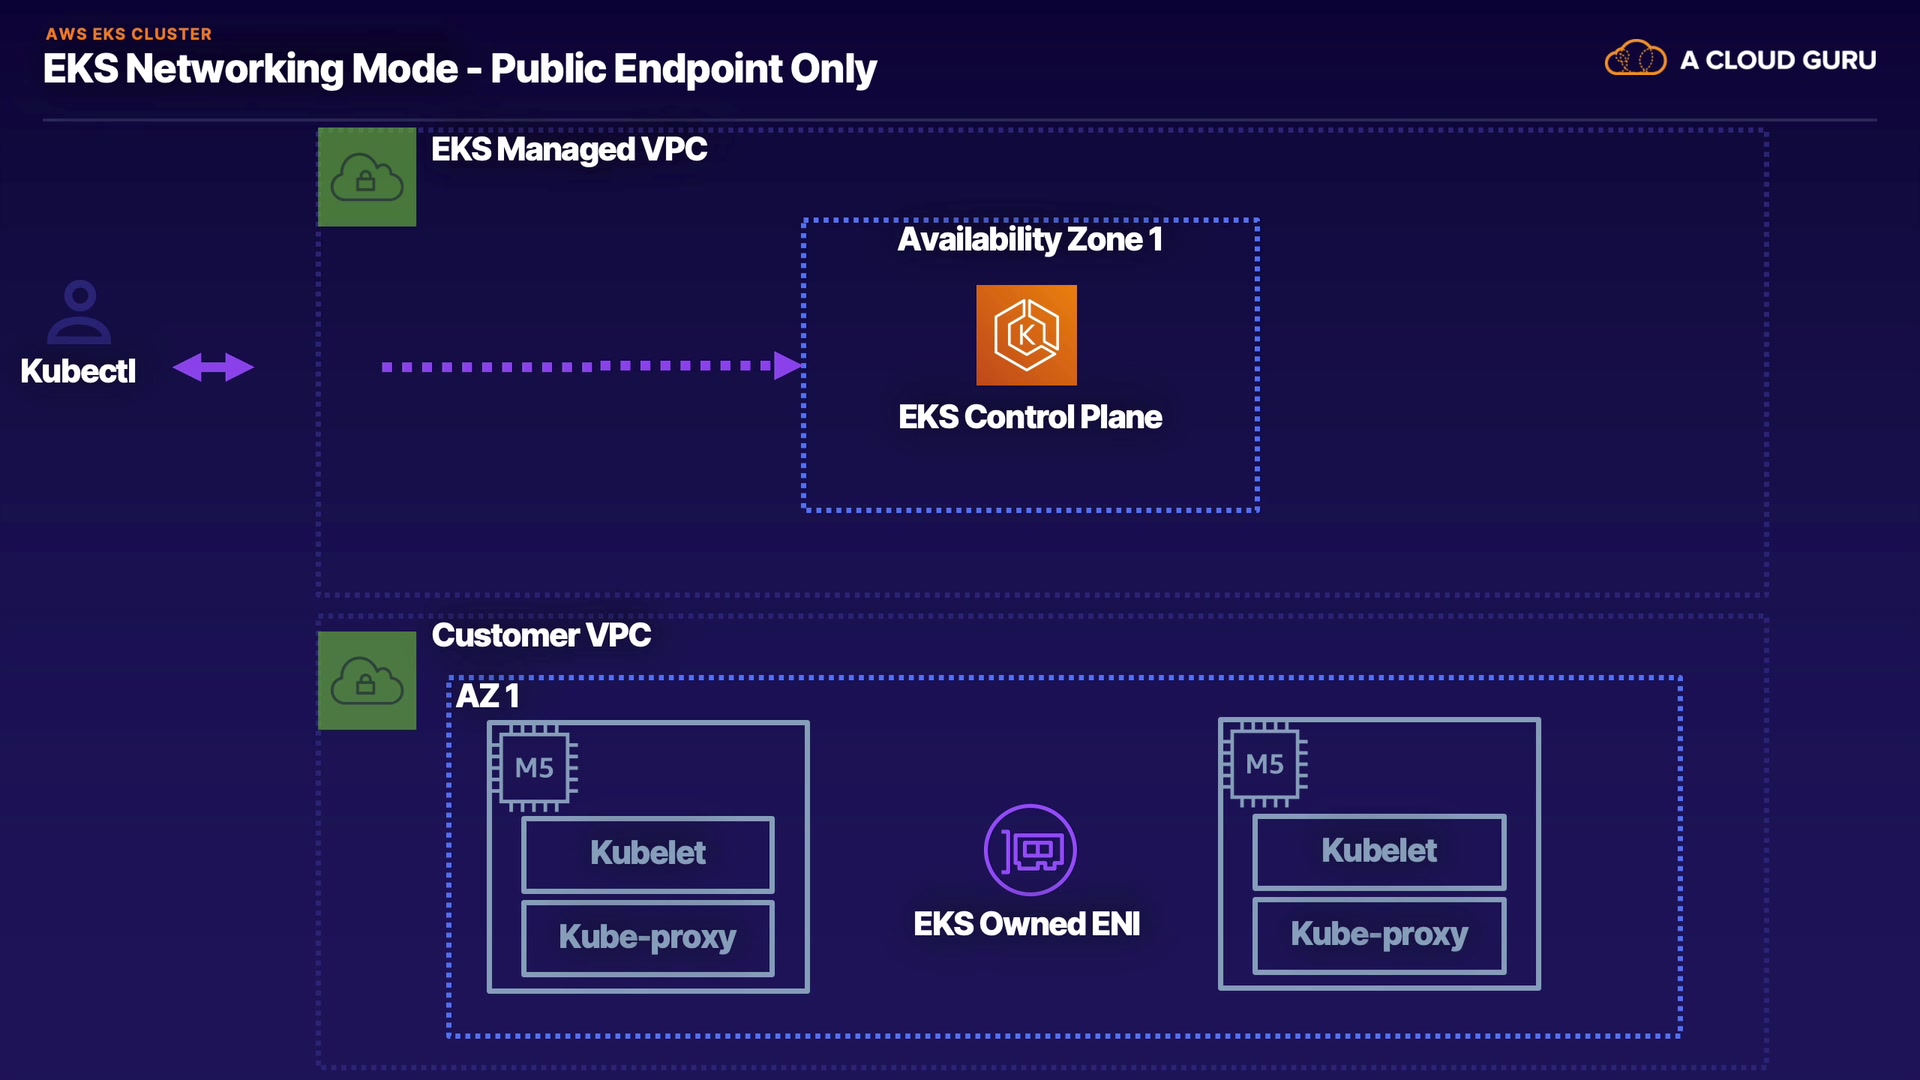 AWS EKS CLUSTER
EKS Networking Mode - Public Endpoint Only
A CLOUD GURU
EKS Managed VPC
Availability Zone 1
K
EKS Control Plane
Kubectl
Customer VPC
AZ 1
M5
Kubelet
Kube-proxy
EKS Owned ENI
M5
Kubelet
Kube-proxy